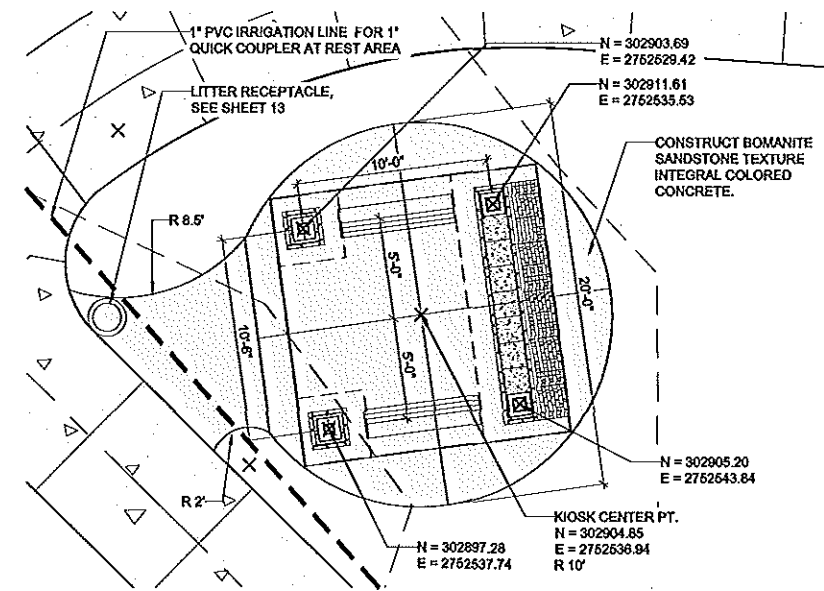 1" PVC IRRIGATION LINE FOR 1"
QUICK COUPLER AT REST AREA
LITTER RECEPTACLE,
SEE SHEET 13
N = 302903.69
E = 2752529.42
N = 302911.61
E = 2752535.53
CONSTRUCT BOMANITE
SANDSTONE TEXTURE
INTEGRAL COLORED
CONCRETE.
10'-0"
R 8.5'
5'-0"
20'-0"
10'-6"
5'-0"
R 2'
N = 302905.20
E = 2752543.84
KIOSK CENTER PT.
N = 302904.85
E = 2752536.94
R 10'
N = 302897.28
E = 2752537.74